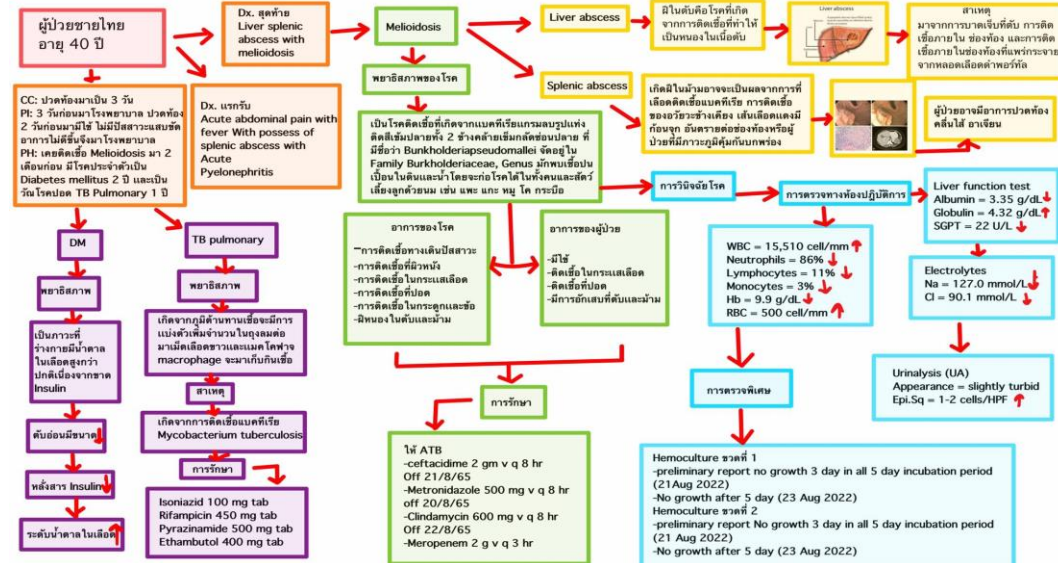 ผู้ป่วยชายไทย
อายุ 40 ปี
Dx. สุดท้าย
Liver splenic
abscess with
melioidosis
Dx. แรกรับ
Acute abdominal pain with
fever With possess of
splenic abscess with
Acute
Pyelonephritis
CC: ปวดท้องมาเป็น 3 วัน
PI: 3 วันก่อนมาโรงพยาบาล ปวดท้อง
2 วันก่อนมามีไข้ ไม่มีปัสสาวะแสบขัด
อาการไม่ดีขึ้นจึงมาโรงพยาบาล
PH: เคยติดเชื้อ Melioidosis มา 2
เดือนก่อน มีโรคประจำตัวเป็น
Diabetes mellitus 2 ปี และเป็น
วัณโรคปอด TB Pulmonary 1 ปี
DM
พยาธิสภาพ
เป็นภาวะที่
ร่างกายมีน้ำตาล
ในเลือดสูงกว่า
ปกติเนื่องจากขาด
Insulin
ตับอ่อนมีขนาด
หลั่งสาร Insulin
ระดับน้ำตาลในเลือด
TB pulmonary
พยาธิสภาพ
เกิดจากภูมิต้านทานเชื้อจะมีการ
แบ่งตัวเพิ่มจำนวนในถุงลมต่อ
มาเม็ดเลือดขาวและแมคโคฟาจ
macrophage จะมาเก็บกินเชื้อ
สาเหตุ
เกิดจากการติดเชื้อแบคทีเรีย
Mycobacterium tuberculosis
การรักษา
Isoniazid 100 mg tab
Rifampicin 450 mg tab
Pyrazinamide 500 mg tab
Ethambutol 400 mg tab
Melioidosis
พยาธิสภาพของโรค
เป็นโรคติดเชื้อที่เกิดจากแบคทีเรียแกรมลบรูปแท่ง
ติดสีเข้มปลายทั้ง 2 ข้างคล้ายเข็มกลัดซ่อนปลาย ที่
มีชื่อว่า Bunkholderiapseudomallei จัดอยู่ใน
Family Burkholderiaceae, Genus มักพบเชื้อปน
เปื้อนในดินและน้ำโดยจะก่อโรคได้ในทั้งคนและสัตว์
เลี้ยงลูกด้วยนม เช่น แพะ แกะ หมู โค กระบือ
อาการของโรค
-การติดเชื้อทางเดินปัสสาวะ
-การติดเชื้อที่ผิวหนัง
-การติดเชื้อในกระแสเลือด
-การติดเชื้อที่ปอด
-การติดเชื้อในกระดูกและข้อ
-ฝีหนองในตับและม้าม
อาการของผู้ป่วย
-มีไข้
-ติดเชื้อในกระแสเลือด
-ติดเชื้อที่ปอด
-มีการอักเสบที่ตับและม้าม
การรักษา
ให้ ATB
-ceftacidime 2 gm v q 8 hr
Off 21/8/65
-Metronidazole 500 mg v q 8hr
off 20/8/65
-Clindamycin 600 mg v q 8hr
Off 22/8/65
-Meropenem 2 g v q 3 hr
Liver abscess
ฝีในตับคือโรคที่เกิด
จากการติดเชื้อที่ทำให้
เป็นหนองในเนื้อตับ
Liver abscess
สาเหตุ
มาจากการบาดเจ็บที่ตับ การติด
เชื้อภายใน ช่องท้อง และการติด
เชื้อภายในช่องท้องที่แพร่กระจาย
จากหลอดเลือดดำพอร์ทัล
Splenic abscess
เกิดฝีในม้ามอาจจะเป็นผลจากการที่
เลือดติดเชื้อแบคทีเรีย การติดเชื้อ
ของอวัยวะข้างเคียง เส้นเลือดแดงมี
ก้อนจุก อันตรายต่อช่องท้องหรือผู้
ป่วยที่มีภาวะภูมิคุ้มกันบกพร่อง
ผู้ป่วยอาจมีอาการปวดท้อง
คลื่นไส้ อาเจียน
การวินิจฉัยโรค
การตรวจทางห้องปฎิบัติการ
Liver function test
Albumin = 3.35 g/dL
Globulin = 4.32 g/dL
SGPT = 22 U/L
WBC = 15,510 cell/mm
Neutrophils = 86%
Lymphocytes = 11%
Monocytes = 3%
Hb = 9.9 g/dL
RBC = 500 cell/mm
Electrolytes
Na = 127.0 mmol/L
Cl = 90.1 mmol/L
Urinalysis (UA)
Appearance = slightly turbid
Epi.Sq = 1-2 cells/HPF
การตรวจพิเศษ
Hemoculture ขวดที่ 1
-preliminary report no growth 3 day in all 5 day incubation period
(21Aug 2022)
-No growth after 5 day (23 Aug 2022)
Hemoculture ขวดที่ 2
-preliminary report No growth 3 day in all 5 day incubation period
(21 Aug 2022)
-No growth after 5 day (23 Aug 2022)